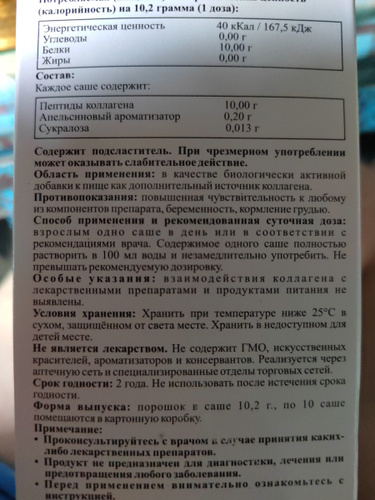 (калорийность) на 10,2 грамма (1 доза):
Энергетическая ценность 40 кКал / 167,5 кДж
Углеводы 0,00 г
Белки 10,00 г
Жиры 0,00 г
Состав:
Каждое саше содержит:
Пептиды коллагена 10,00 г
Апельсиновый ароматизатор 0,20 г
Сукралоза 0,013 г
Содержит подсластитель. При чрезмерном употреблении
может оказывать слабительное действие.
Область применения: в качестве биологически активной
добавки к пище как дополнительный источник коллагена.
Противопоказания: повышенная чувствительность к любому
из компонентов препарата, беременность, кормление грудью.
Способ применения и рекомендованная суточная доза:
взрослым одно саше в день или в соответствии с
рекомендациями врача. Содержимое одного саше полностью
растворить в 100 мл воды и незамедлительно употребить. Не
превышать рекомендуемую дозировку.
Особые указания: взаимодействия коллагена с
лекарственными препаратами и продуктами питания не
выявлены.
Условия хранения: Хранить при температуре ниже 25°С в
сухом, защищённом от света месте. Хранить в недоступном для
детей месте.
Не является лекарством. Не содержит ГМО, искусственных
красителей, ароматизаторов и консервантов. Реализуется через
аптечную сеть и специализированные отделы торговых сетей.
Срок годности: 2 года. Не использовать после истечения срока
годности.
Форма выпуска: порошок в саше 10,2 г., по 10 саше
помещаются в картонную коробку.
Примечание:
• Проконсультируйтесь с врачом в случае принятия каких-
либо лекарственных препаратов.
• Продукт не предназначен для диагностики, лечения или
предотвращения любого заболевания.
• Перед применением внимательно ознакомьтесь с
инструкцией.